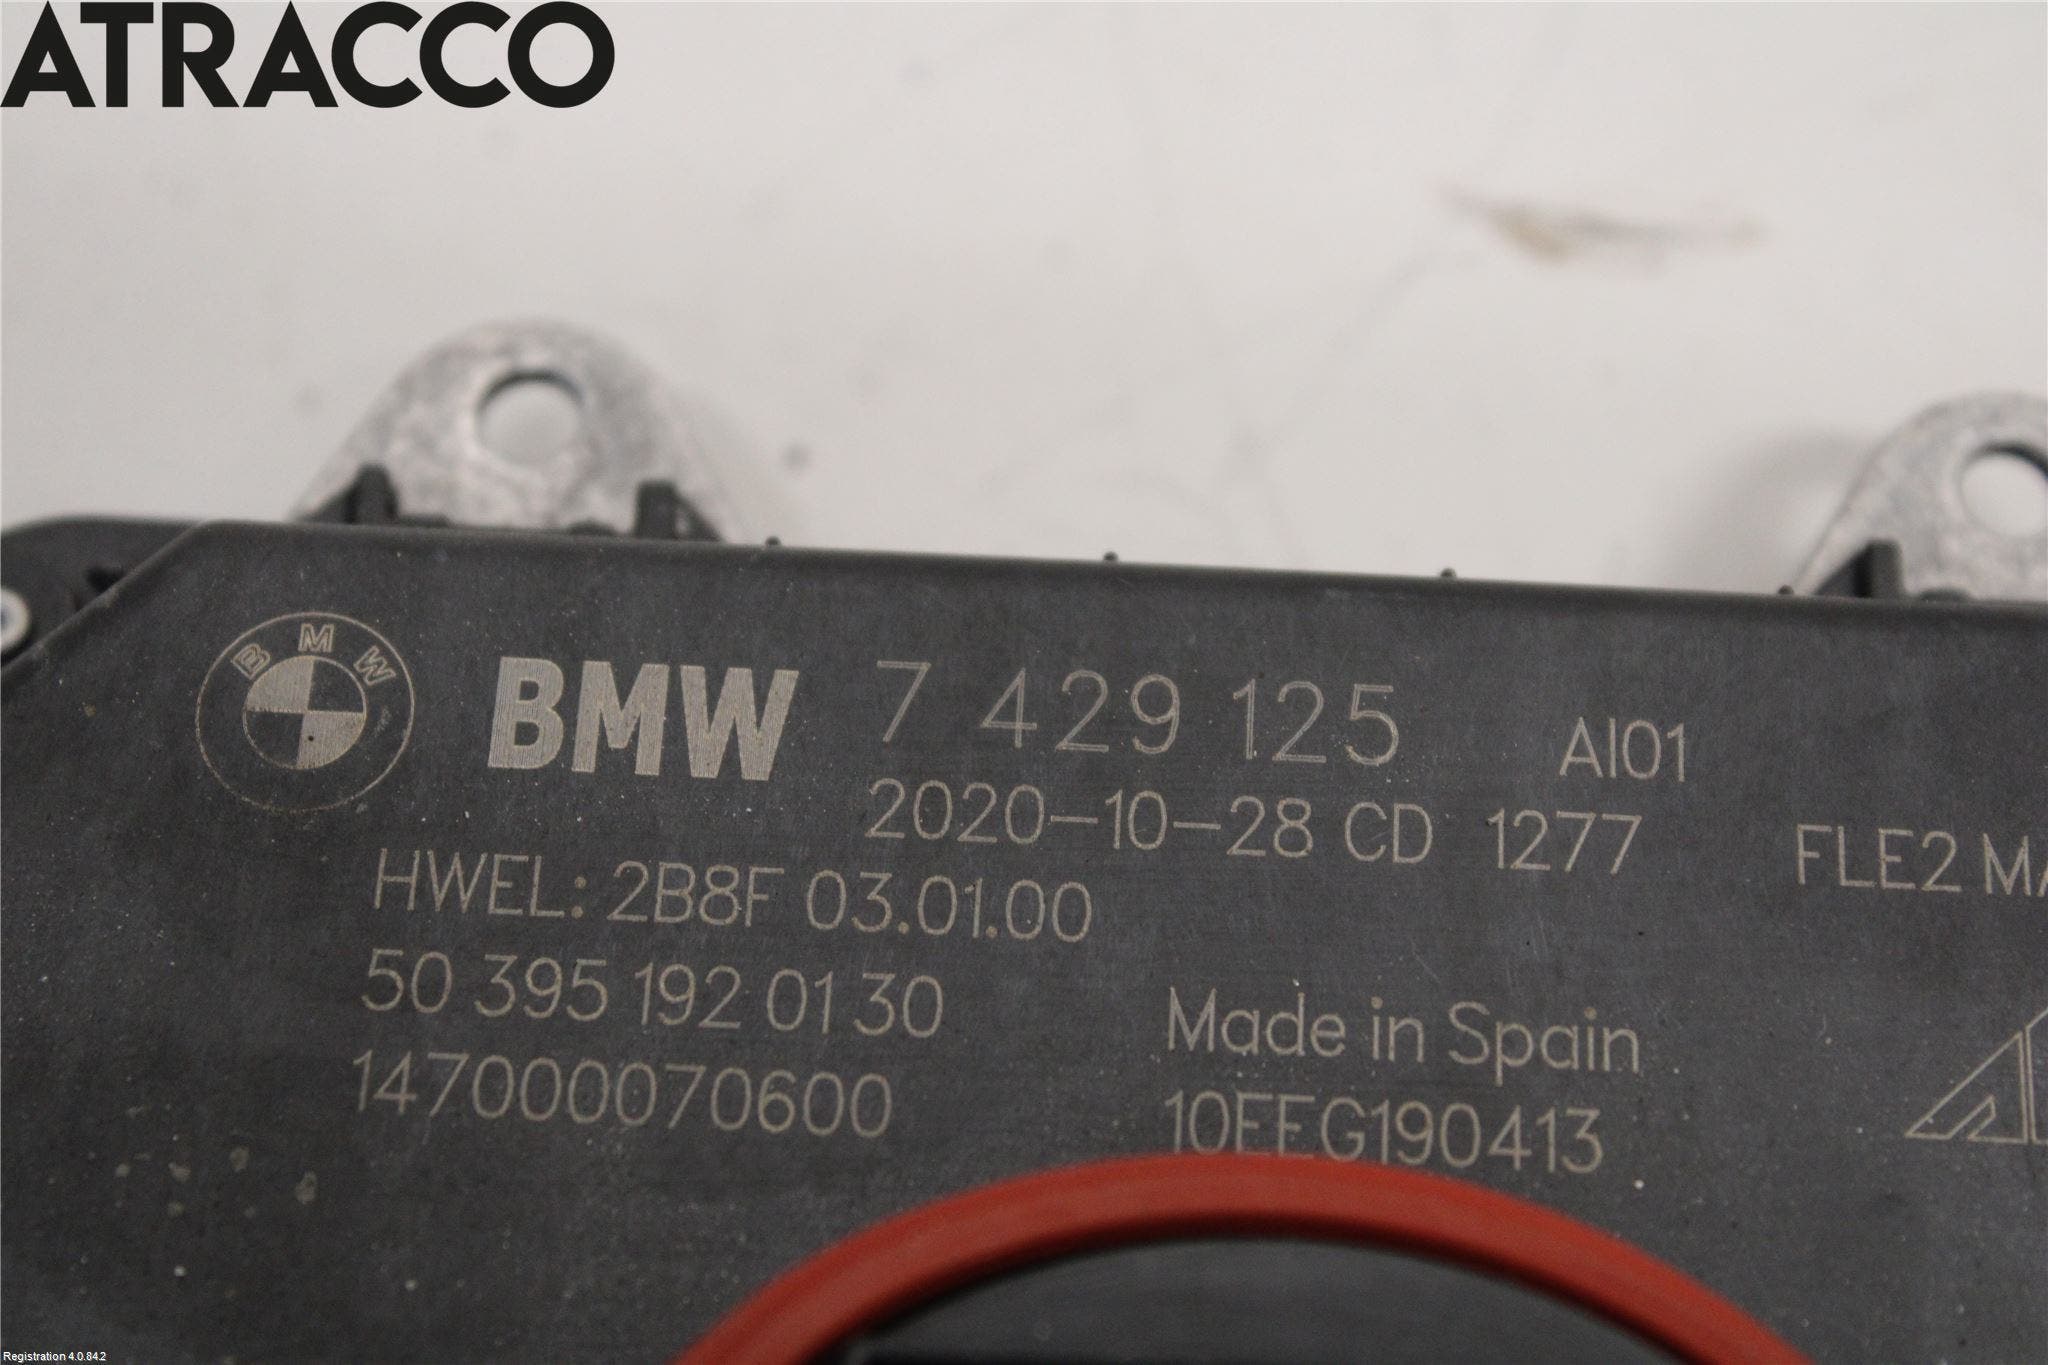 ATRACCO
BMW
BMW 7 429 125 AI01
2020-10-28 CD 1277 FLE2
HWEL: 2B8F 03.01.00
50 395 192 01 30
Made in Spain
147000070600
10EEG190413
Registration 4.0.84.2